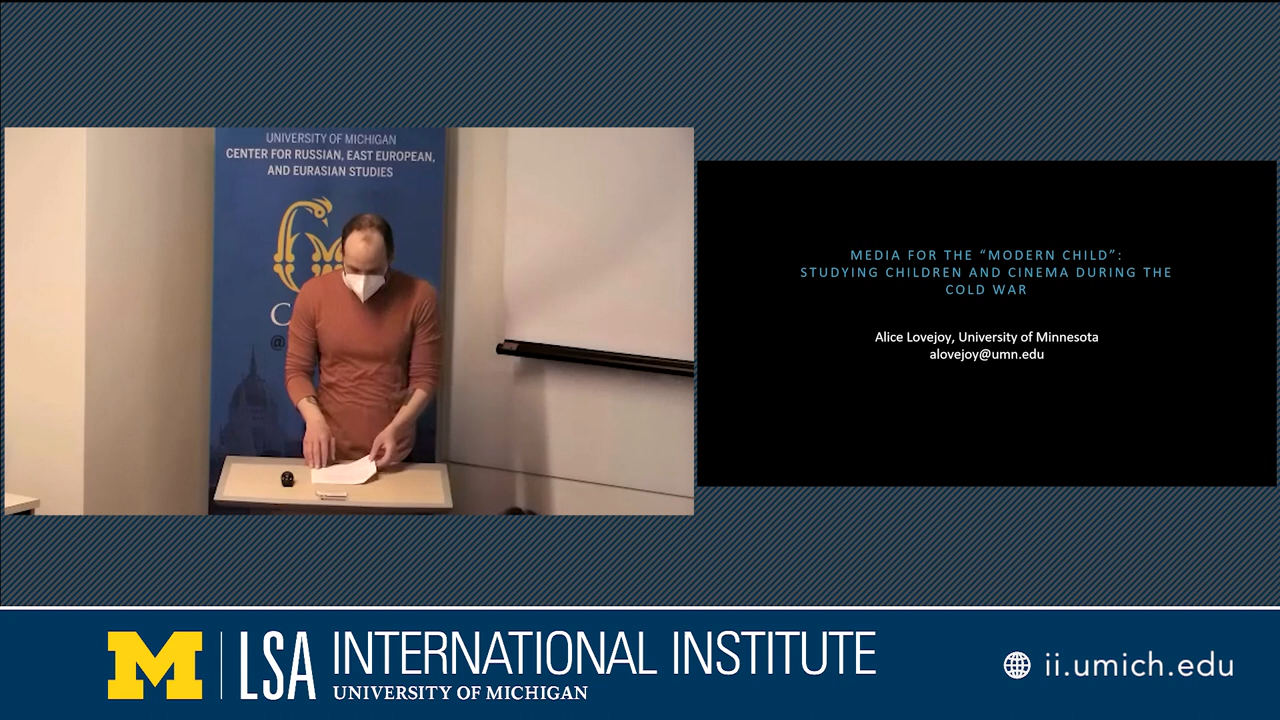 UNIVERSITY OF MICHIGAN
CENTER FOR RUSSIAN, EAST EUROPEAN,
AND EURASIAN STUDIES
C
@
MEDIA FOR THE “MODERN CHILD”:
STUDYING CHILDREN AND CINEMA DURING THE
COLD WAR
Alice Lovejoy, University of Minnesota
alovejoy@umn.edu
M
LSA
INTERNATIONAL INSTITUTE
UNIVERSITY OF MICHIGAN
ii.umich.edu